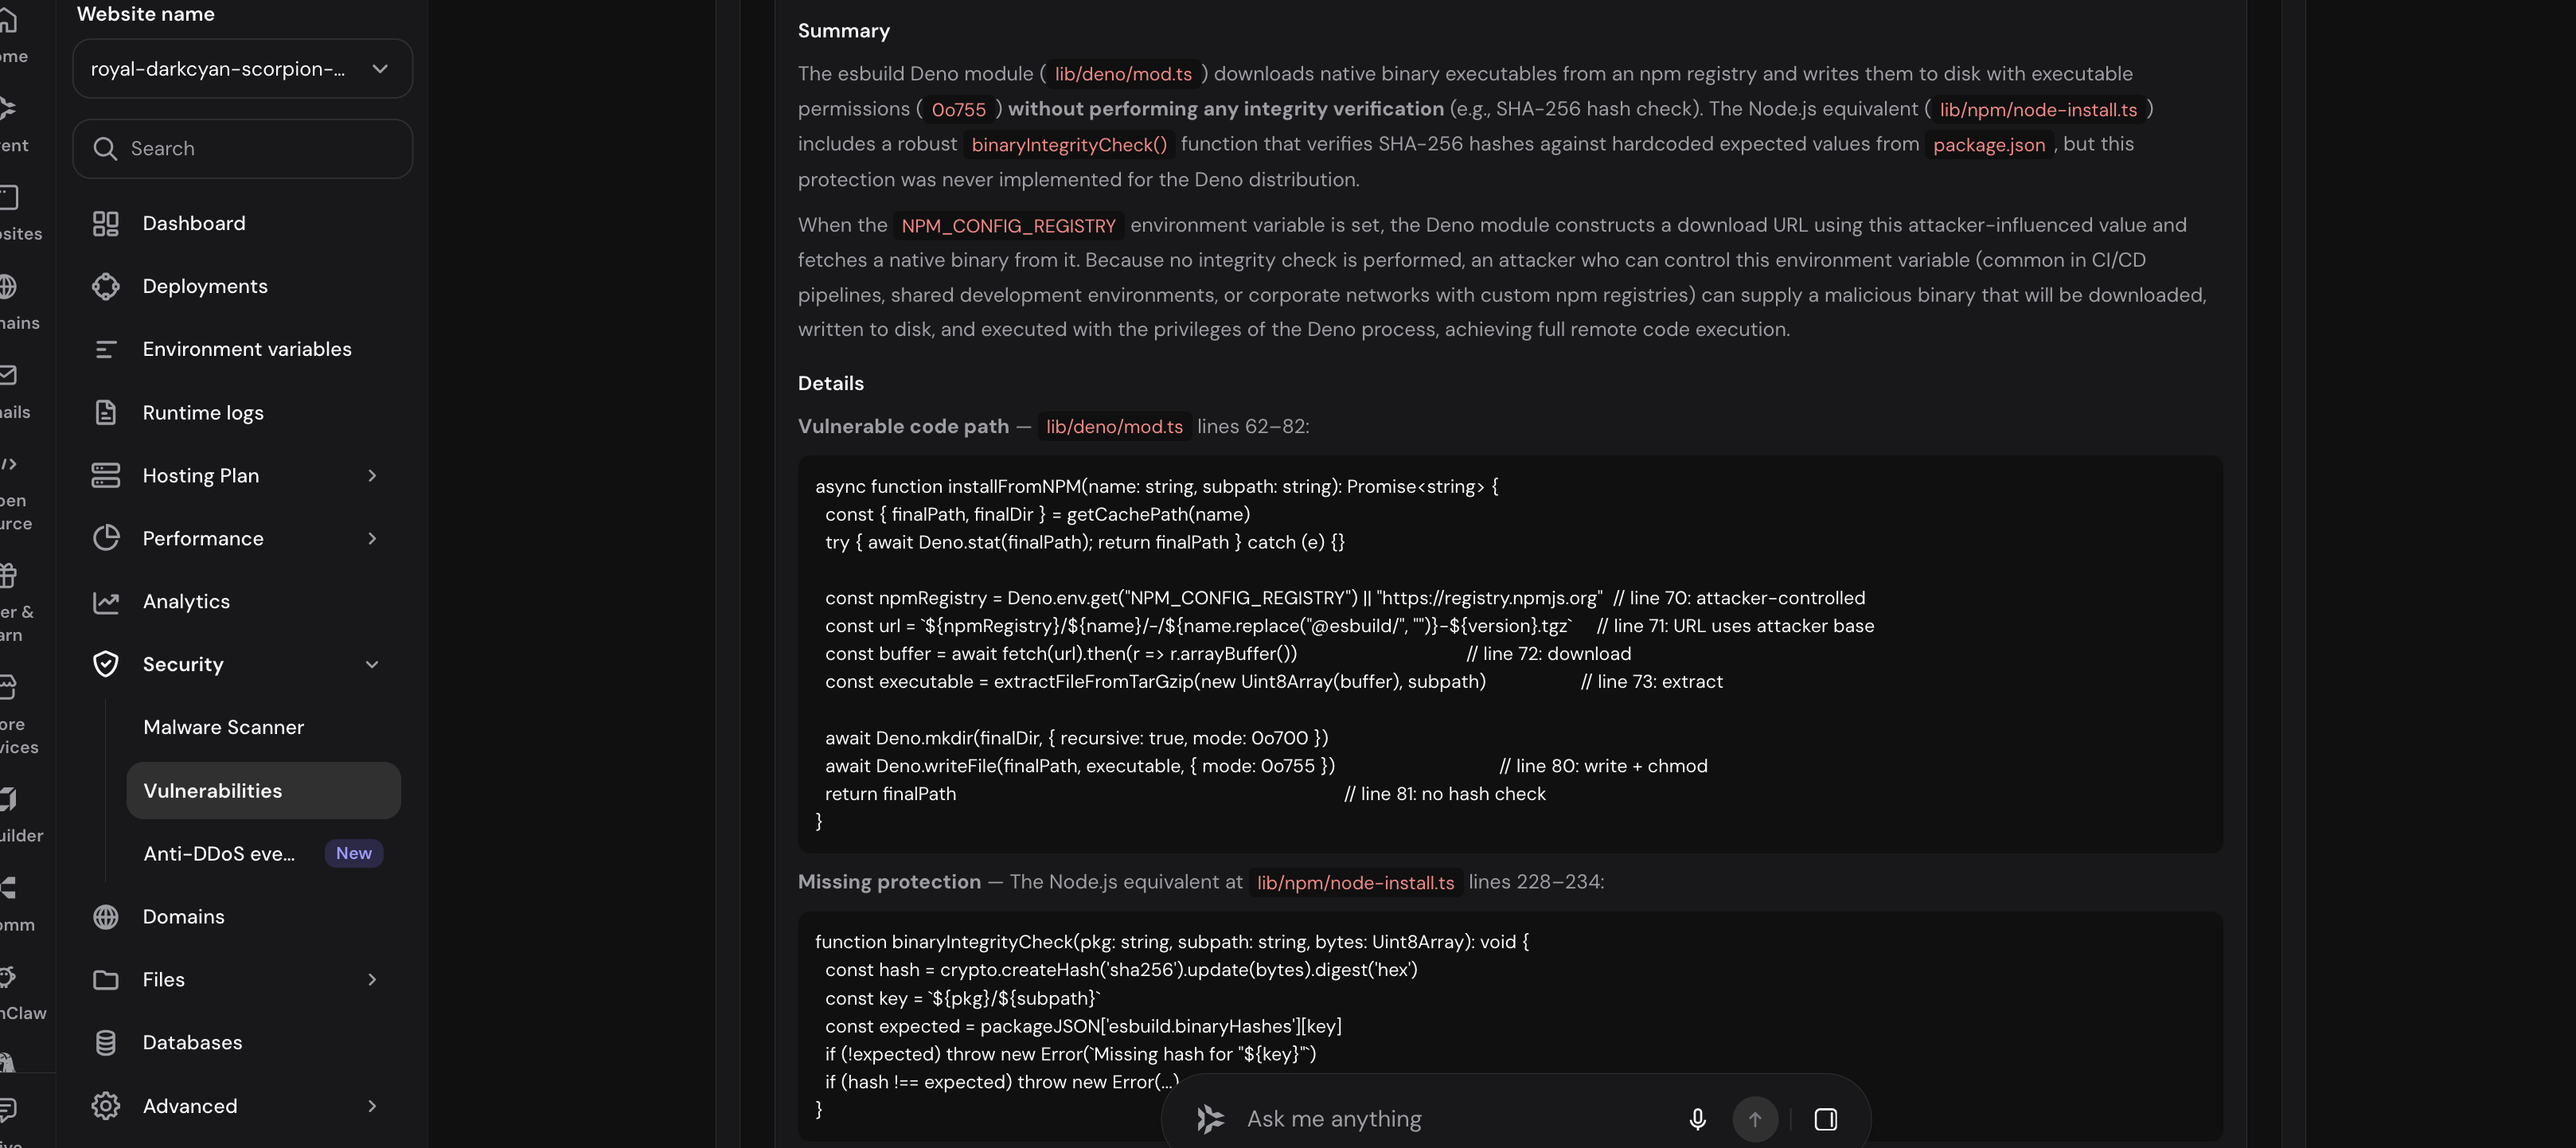 ome
ent
osites
nains
nails
pen
urce
er &
arn
ore
vices
uilder
omm
nClaw
Website name
royal-darkcyan-scorpion-...
Search
Dashboard
Deployments
Environment variables
Runtime logs
Hosting Plan
Performance
Analytics
Security
Malware Scanner
Vulnerabilities
Anti-DDoS eve... New
Domains
Files
Databases
Advanced
Summary
The esbuild Deno module ( lib/deno/mod.ts ) downloads native binary executables from an npm registry and writes them to disk with executable
permissions ( 0o755 ) without performing any integrity verification (e.g., SHA-256 hash check). The Node.js equivalent ( lib/npm/node-install.ts )
includes a robust binaryIntegrityCheck() function that verifies SHA-256 hashes against hardcoded expected values from package.json , but this
protection was never implemented for the Deno distribution.
When the NPM_CONFIG_REGISTRY environment variable is set, the Deno module constructs a download URL using this attacker-influenced value and
fetches a native binary from it. Because no integrity check is performed, an attacker who can control this environment variable (common in CI/CD
pipelines, shared development environments, or corporate networks with custom npm registries) can supply a malicious binary that will be downloaded,
written to disk, and executed with the privileges of the Deno process, achieving full remote code execution.
Details
Vulnerable code path — lib/deno/mod.ts lines 62–82:
async function installFromNPM(name: string, subpath: string): Promise<string> {
const { finalPath, finalDir } = getCachePath(name)
try { await Deno.stat(finalPath); return finalPath } catch (e) {}
const npmRegistry = Deno.env.get("NPM_CONFIG_REGISTRY") || "https://registry.npmjs.org" // line 70: attacker-controlled
const url = `${npmRegistry}/${name}/-/${name.replace("@esbuild/", "")}-${version}.tgz` // line 71: URL uses attacker base
const buffer = await fetch(url).then(r => r.arrayBuffer()) // line 72: download
const executable = extractFileFromTarGzip(new Uint8Array(buffer), subpath) // line 73: extract
await Deno.mkdir(finalDir, { recursive: true, mode: 0o700 })
await Deno.writeFile(finalPath, executable, { mode: 0o755 }) // line 80: write + chmod
return finalPath // line 81: no hash check
}
Missing protection — The Node.js equivalent at lib/npm/node-install.ts lines 228–234:
function binaryIntegrityCheck(pkg: string, subpath: string, bytes: Uint8Array): void {
const hash = crypto.createHash('sha256').update(bytes).digest('hex')
const key = `${pkg}/${subpath}`
const expected = packageJSON['esbuild.binaryHashes'][key]
if (!expected) throw new Error(`Missing hash for "${key}"`)
if (hash !== expected) throw new Error(...)
}
Ask me anything